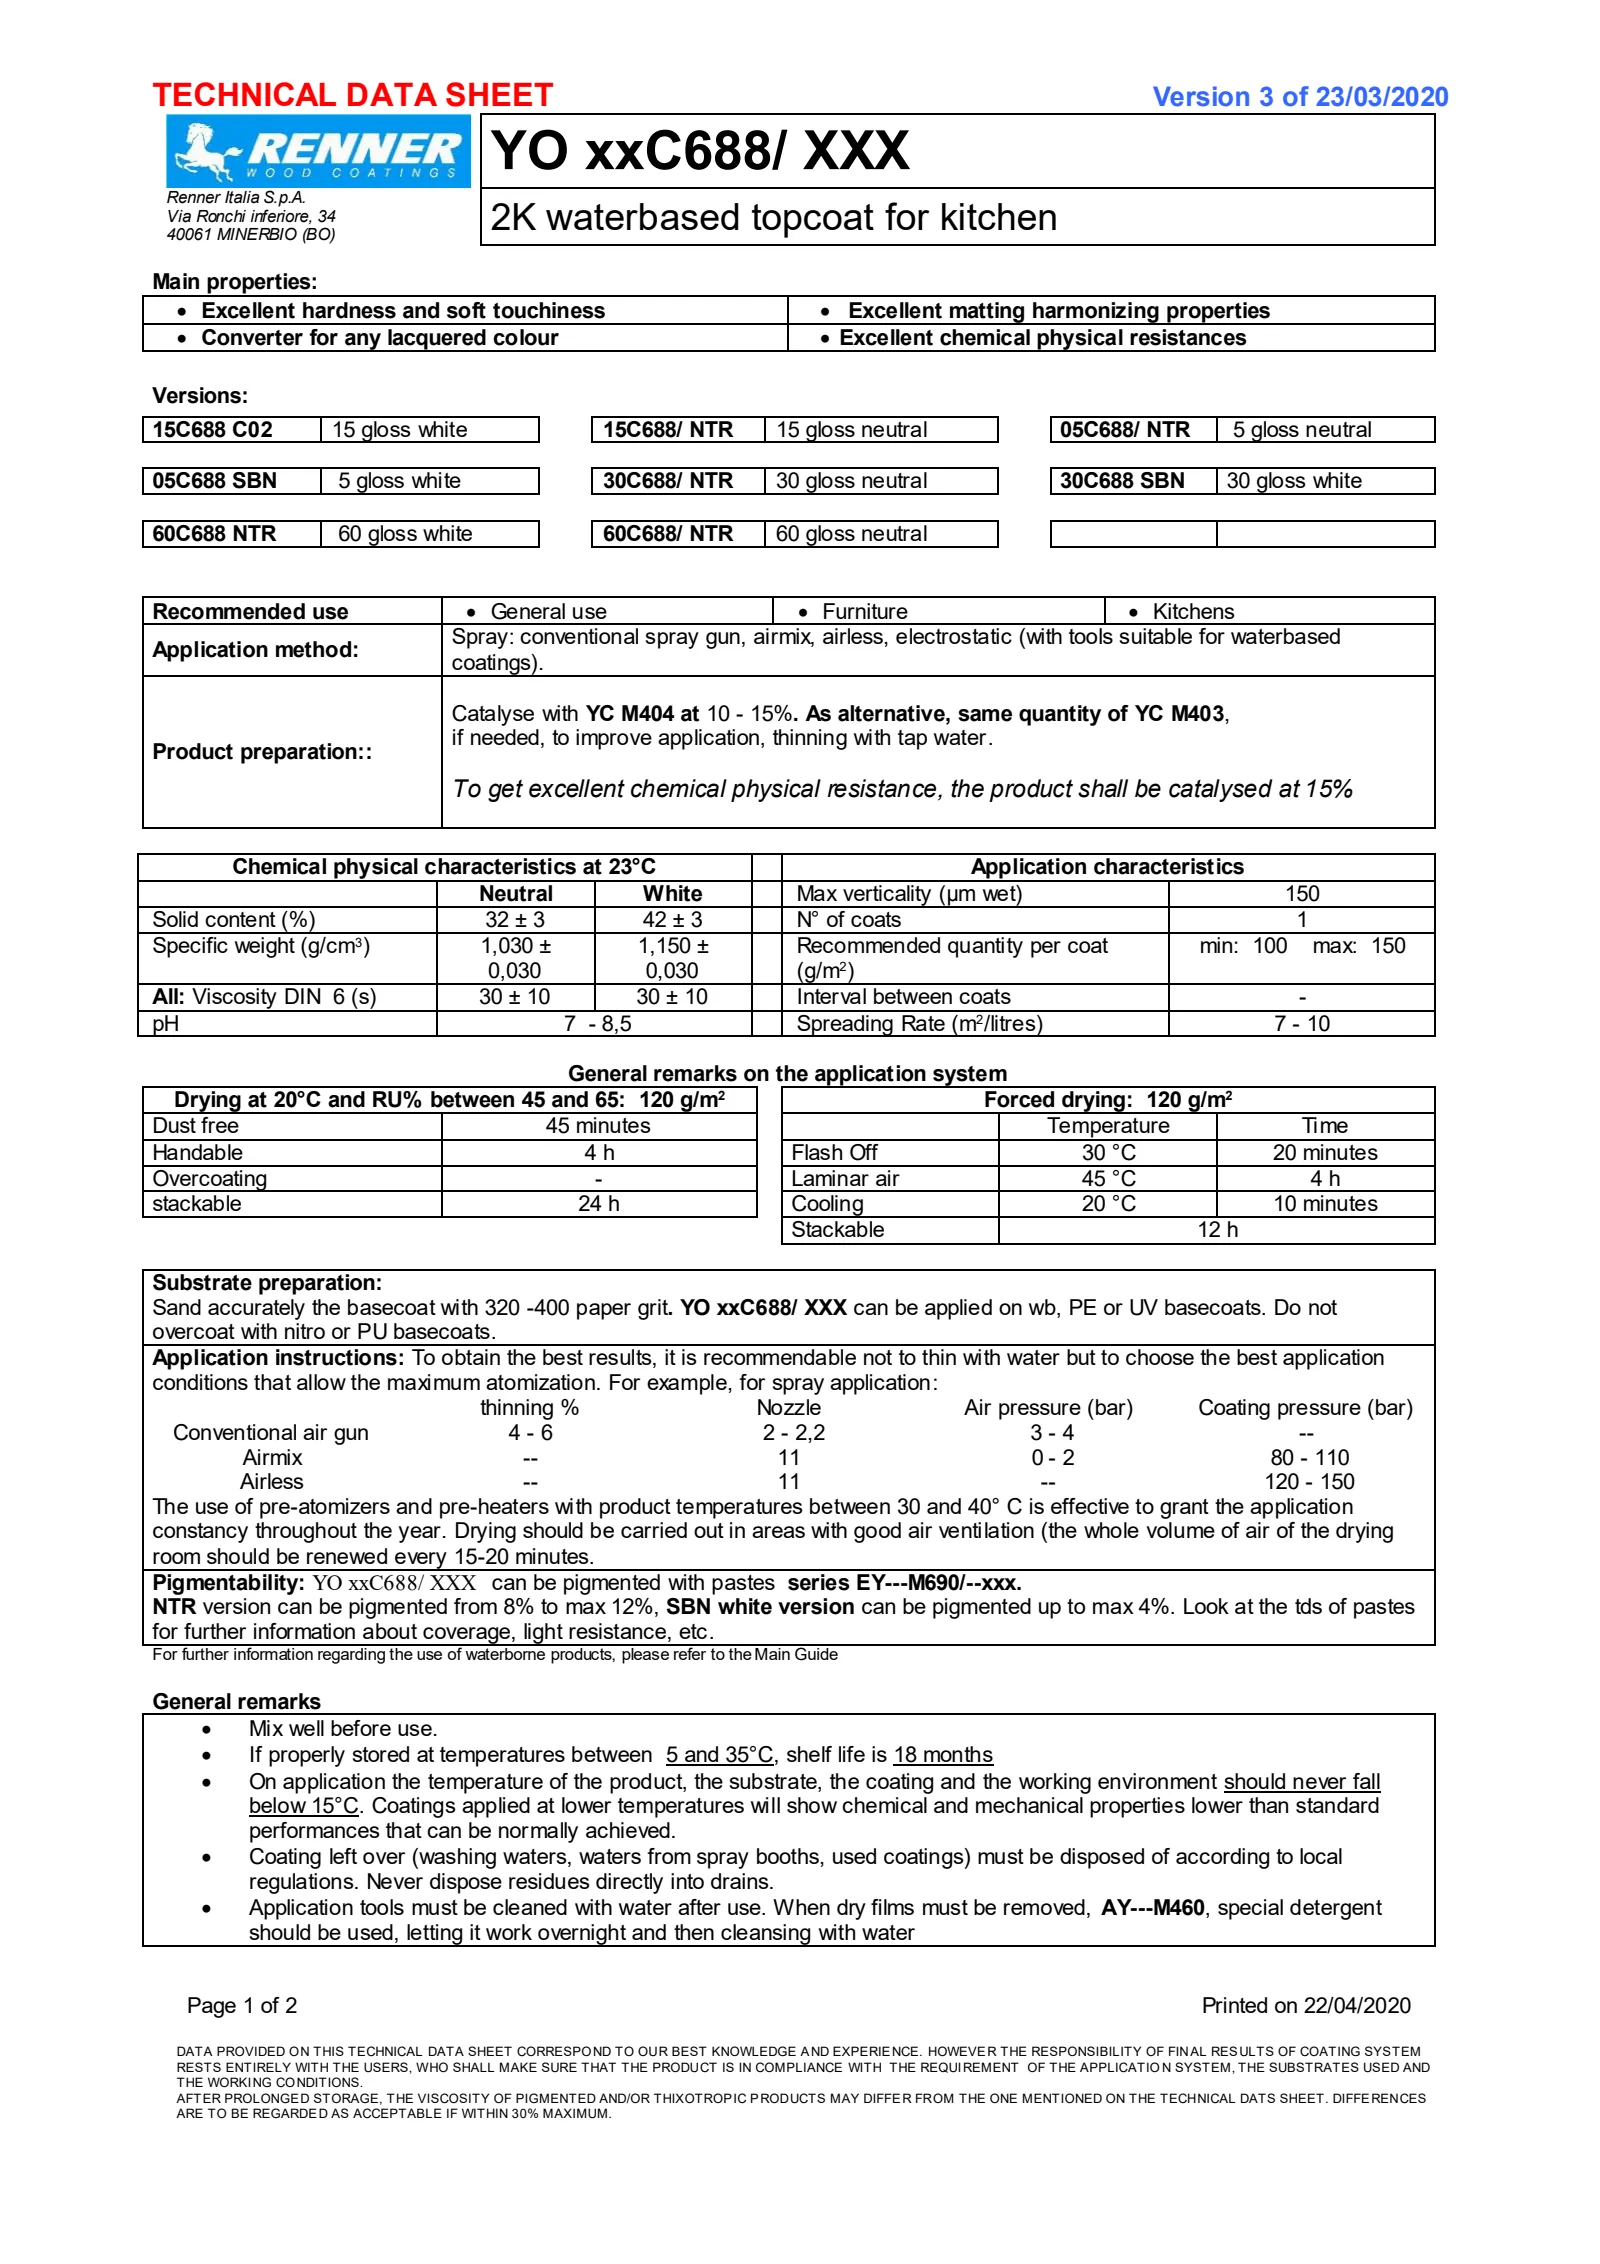 TECHNICAL DATA SHEET Version 3 of 23/03/2020
RENNER
WOOD COATINGS
Renner Italia S.p.A.
Via Ronchi inferiore, 34
40061 MINERBIO (BO)
YO xxC688/ XXX
2K waterbased topcoat for kitchen
Main properties:
• Excellent hardness and soft touchiness • Excellent matting harmonizing properties
• Converter for any lacquered colour • Excellent chemical physical resistances
Versions:
15C688 C02 15 gloss white 15C688/ NTR 15 gloss neutral 05C688/ NTR 5 gloss neutral
05C688 SBN 5 gloss white 30C688/ NTR 30 gloss neutral 30C688 SBN 30 gloss white
60C688 NTR 60 gloss white 60C688/ NTR 60 gloss neutral
Recommended use • General use • Furniture • Kitchens
Application method: Spray: conventional spray gun, airmix, airless, electrostatic (with tools suitable for waterbased
coatings).
Product preparation::
Catalyse with YC M404 at 10 - 15%. As alternative, same quantity of YC M403,
if needed, to improve application, thinning with tap water.
To get excellent chemical physical resistance, the product shall be catalysed at 15%
Chemical physical characteristics at 23°C Application characteristics
Neutral White Max verticality (µm wet) 150
Solid content (%) 32 ± 3 42 ± 3 N° of coats 1
Specific weight (g/cm³) 1,030 ± 1,150 ± Recommended quantity per coat min: 100 max: 150
0,030 0,030 (g/m²)
All: Viscosity DIN 6 (s) 30 ± 10 30 ± 10 Interval between coats -
pH 7 - 8,5 Spreading Rate (m²/litres) 7 - 10
General remarks on the application system
Drying at 20°C and RU% between 45 and 65: 120 g/m² Forced drying: 120 g/m²
Dust free 45 minutes Temperature Time
Handable 4 h Flash Off 30 °C 20 minutes
Overcoating - Laminar air 45 °C 4 h
stackable 24 h Cooling 20 °C 10 minutes
Stackable 12 h
Substrate preparation:
Sand accurately the basecoat with 320 -400 paper grit. YO xxC688/ XXX can be applied on wb, PE or UV basecoats. Do not
overcoat with nitro or PU basecoats.
Application instructions: To obtain the best results, it is recommendable not to thin with water but to choose the best application
conditions that allow the maximum atomization. For example, for spray application:
thinning % Nozzle Air pressure (bar) Coating pressure (bar)
Conventional air gun 4 - 6 2 - 2,2 3 - 4 --
Airmix -- 11 0 - 2 80 - 110
Airless -- 11 -- 120 - 150
The use of pre-atomizers and pre-heaters with product temperatures between 30 and 40° C is effective to grant the application
constancy throughout the year. Drying should be carried out in areas with good air ventilation (the whole volume of air of the drying
room should be renewed every 15-20 minutes.
Pigmentability: YO xxC688/ XXX can be pigmented with pastes series EY---M690/--xxx.
NTR version can be pigmented from 8% to max 12%, SBN white version can be pigmented up to max 4%. Look at the tds of pastes
for further information about coverage, light resistance, etc.
For further information regarding the use of waterborne products, please refer to the Main Guide
General remarks
• Mix well before use.
• If properly stored at temperatures between 5 and 35°C, shelf life is 18 months
• On application the temperature of the product, the substrate, the coating and the working environment should never fall
below 15°C. Coatings applied at lower temperatures will show chemical and mechanical properties lower than standard
performances that can be normally achieved.
• Coating left over (washing waters, waters from spray booths, used coatings) must be disposed of according to local
regulations. Never dispose residues directly into drains.
• Application tools must be cleaned with water after use. When dry films must be removed, AY---M460, special detergent
should be used, letting it work overnight and then cleansing with water
Page 1 of 2 Printed on 22/04/2020
DATA PROVIDED ON THIS TECHNICAL DATA SHEET CORRESPOND TO OUR BEST KNOWLEDGE AND EXPERIENCE. HOWEVER THE RESPONSIBILITY OF FINAL RESULTS OF COATING SYSTEM
RESTS ENTIRELY WITH THE USERS, WHO SHALL MAKE SURE THAT THE PRODUCT IS IN COMPLIANCE WITH THE REQUIREMENT OF THE APPLICATION SYSTEM, THE SUBSTRATES USED AND
THE WORKING CONDITIONS.
AFTER PROLONGED STORAGE, THE VISCOSITY OF PIGMENTED AND/OR THIXOTROPIC PRODUCTS MAY DIFFER FROM THE ONE MENTIONED ON THE TECHNICAL DATS SHEET. DIFFERENCES
ARE TO BE REGARDED AS ACCEPTABLE IF WITHIN 30% MAXIMUM.